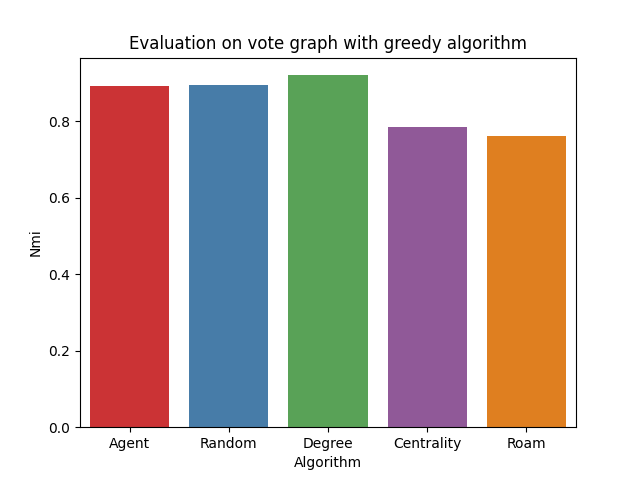 Evaluation on vote graph with greedy algorithm
0.8
0.6
0.4
0.2
0.0
Nmi
Agent Random Degree Centrality Roam
Algorithm